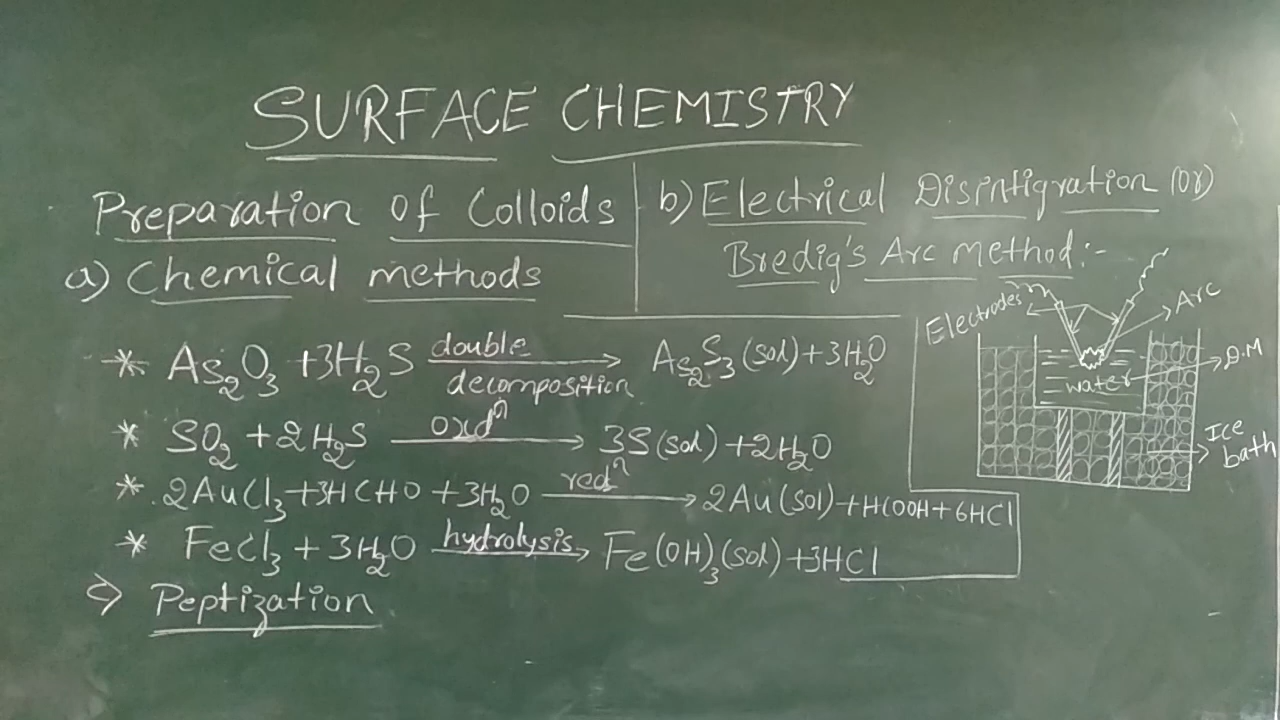 SURFACE CHEMISTRY
Preparation of Colloids
a) Chemical methods
* As₂O₃ + 3H₂S double decomposition → As₂S₃ (sol) + 3H₂O
* SO₂ + 2H₂S oxdⁿ → 3S (sol) + 2H₂O
* 2AuCl₃ + 3HCHO + 3H₂O redⁿ → 2Au (sol) + HCOOH + 6HCl
* FeCl₃ + 3H₂O hydrolysis → Fe(OH)₃ (sol) + 3HCl
c) Peptization
b) Electrical Disintigration (or)
Bredig's Arc method:-
Electrodes
Arc
D.M
water
Ice
bath